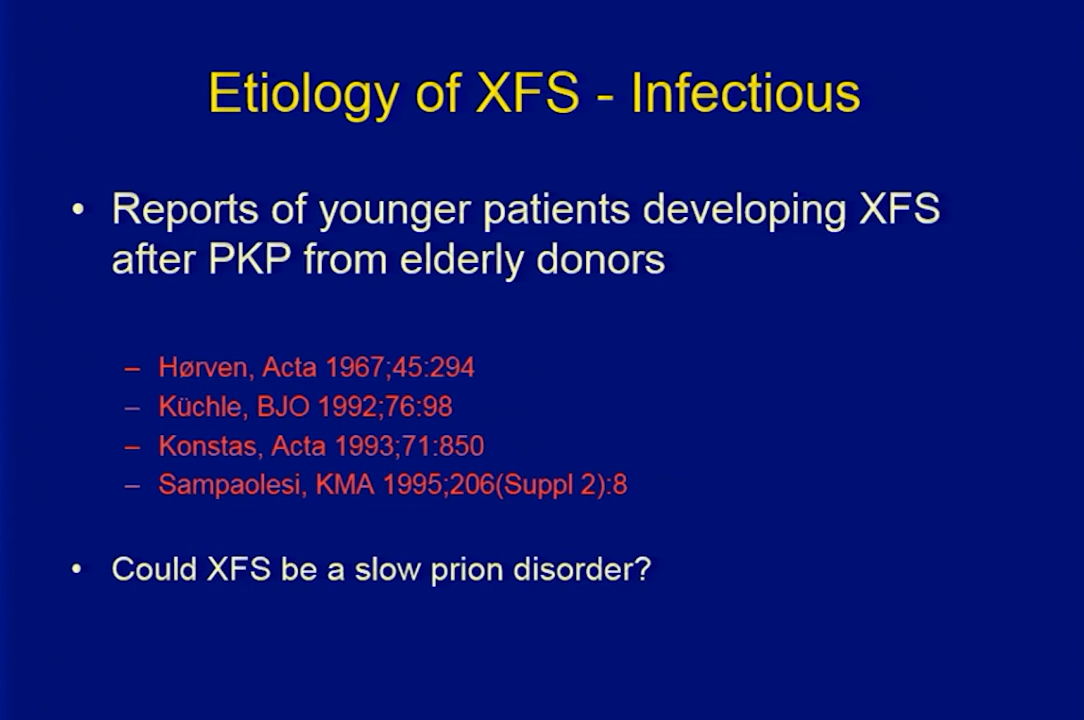 Etiology of XFS - Infectious
• Reports of younger patients developing XFS
after PKP from elderly donors
– Hørven, Acta 1967;45:294
– Küchle, BJO 1992;76:98
– Konstas, Acta 1993;71:850
– Sampaolesi, KMA 1995;206(Suppl 2):8
• Could XFS be a slow prion disorder?